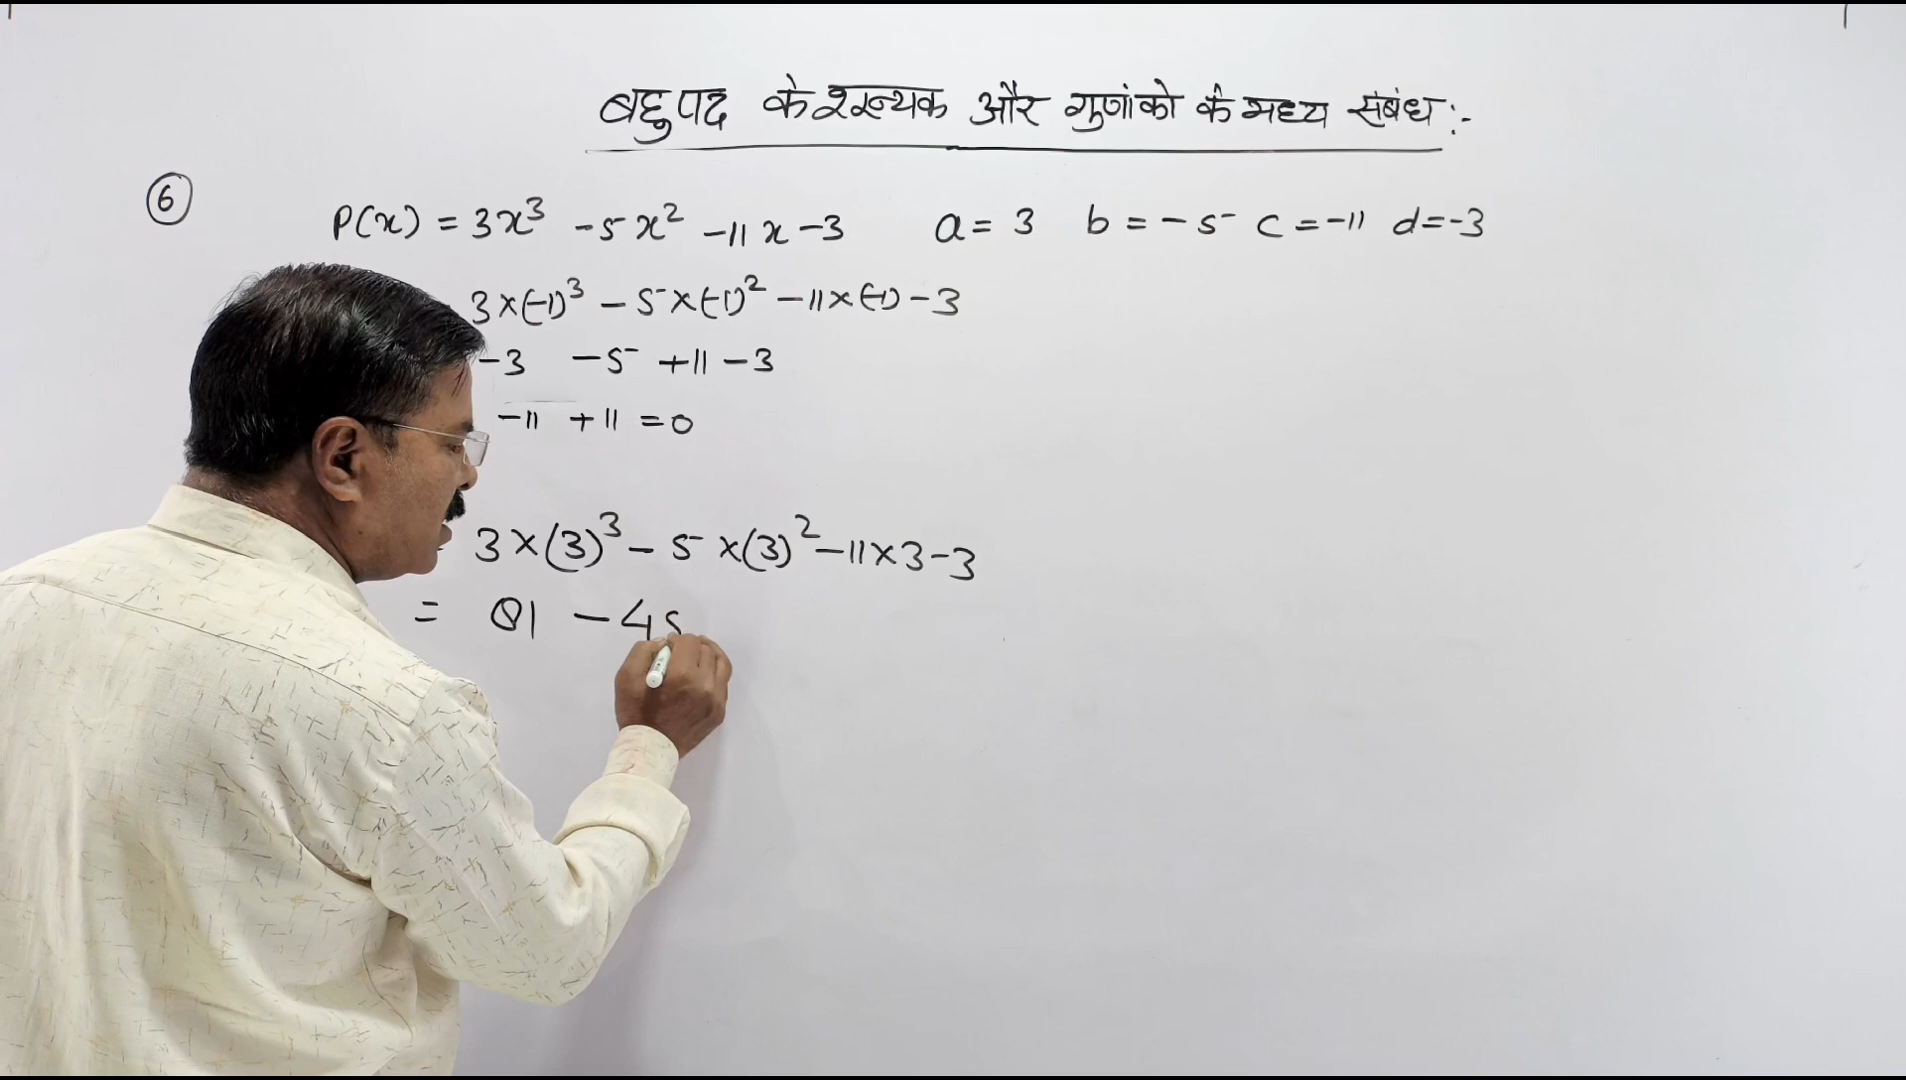 बहुपद के शून्यक और गुणांको के मध्य संबंध :-
6
P(x) = 3x³ -5x² -11x -3 a = 3 b = -5 c = -11 d = -3
3×(-1)³ - 5×(-1)² - 11×(-1) - 3
-3 -5 +11 -3
-11 +11 = 0
3×(3)³ - 5×(3)² - 11×3 - 3
= 81 - 45